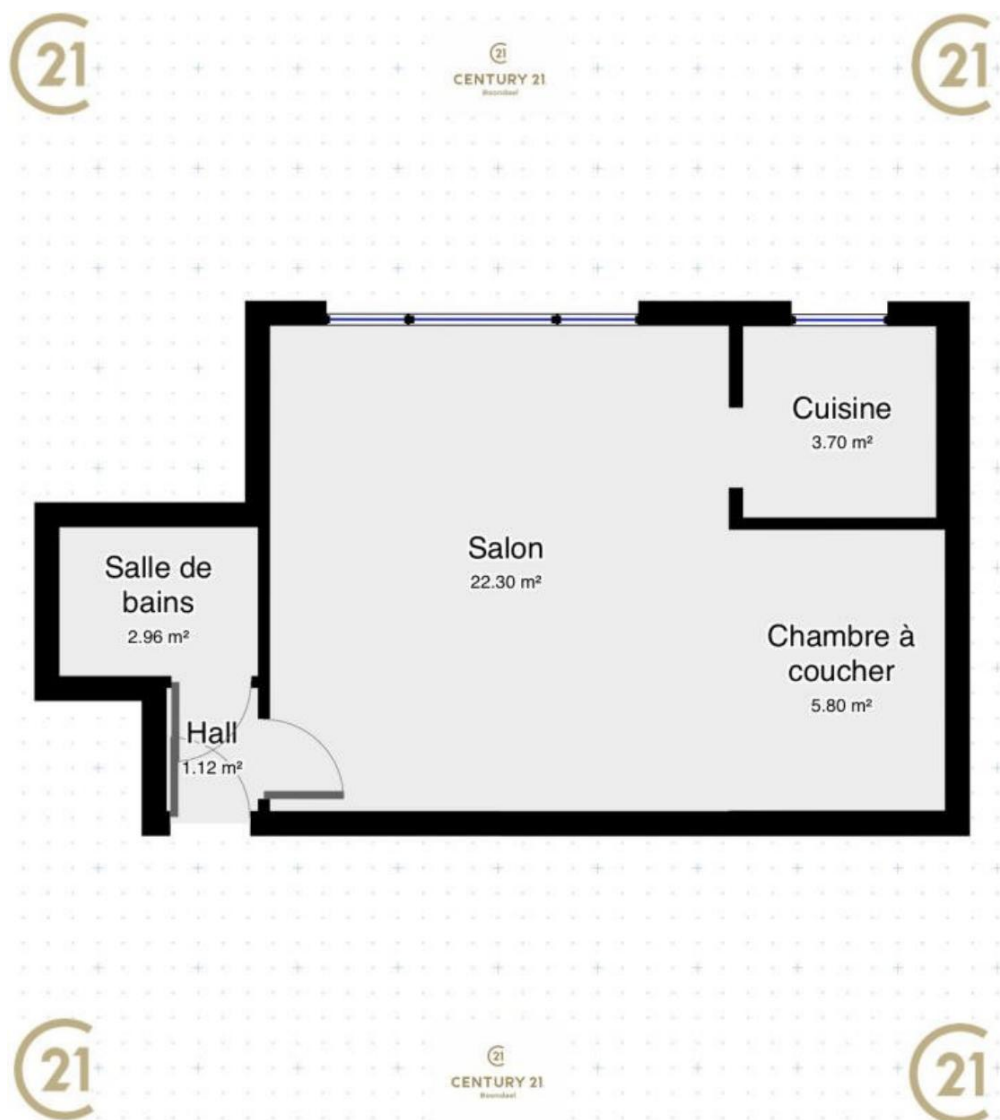 21
21
CENTURY 21
21
Cuisine
3.70 m²
Salon
22.30 m²
Salle de
bains
2.96 m²
Chambre à
coucher
5.80 m²
Hall
1.12 m²
21
21
CENTURY 21
21